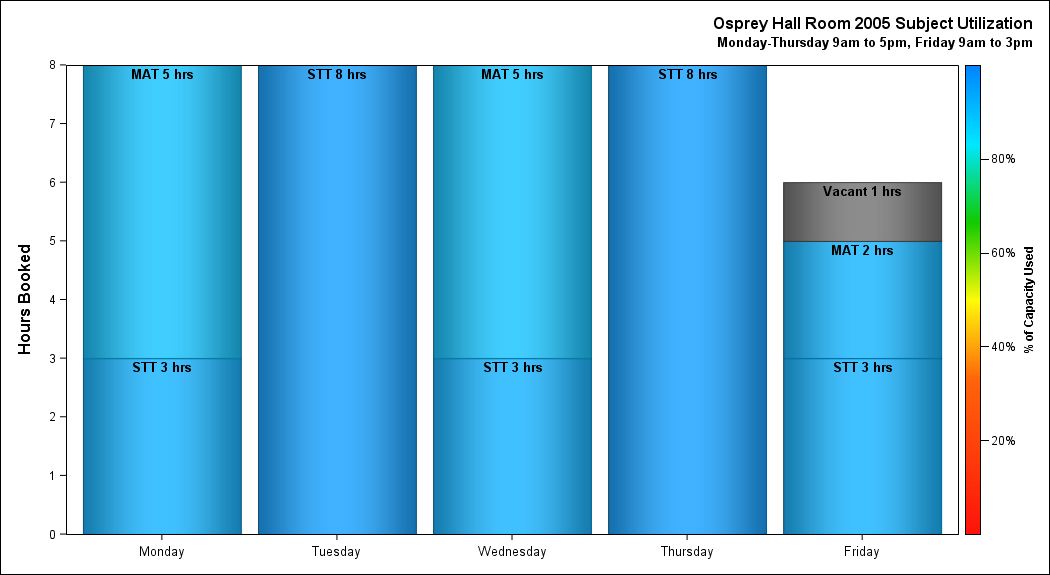 Osprey Hall Room 2005 Subject Utilization
Monday-Thursday 9am to 5pm, Friday 9am to 3pm
Hours Booked
8
7
6
5
4
3
2
1
0
MAT 5 hrs
STT 8 hrs
MAT 5 hrs
STT 8 hrs
Vacant 1 hrs
MAT 2 hrs
STT 3 hrs
STT 3 hrs
STT 3 hrs
Monday
Tuesday
Wednesday
Thursday
Friday
80%
60%
40%
20%
% of Capacity Used